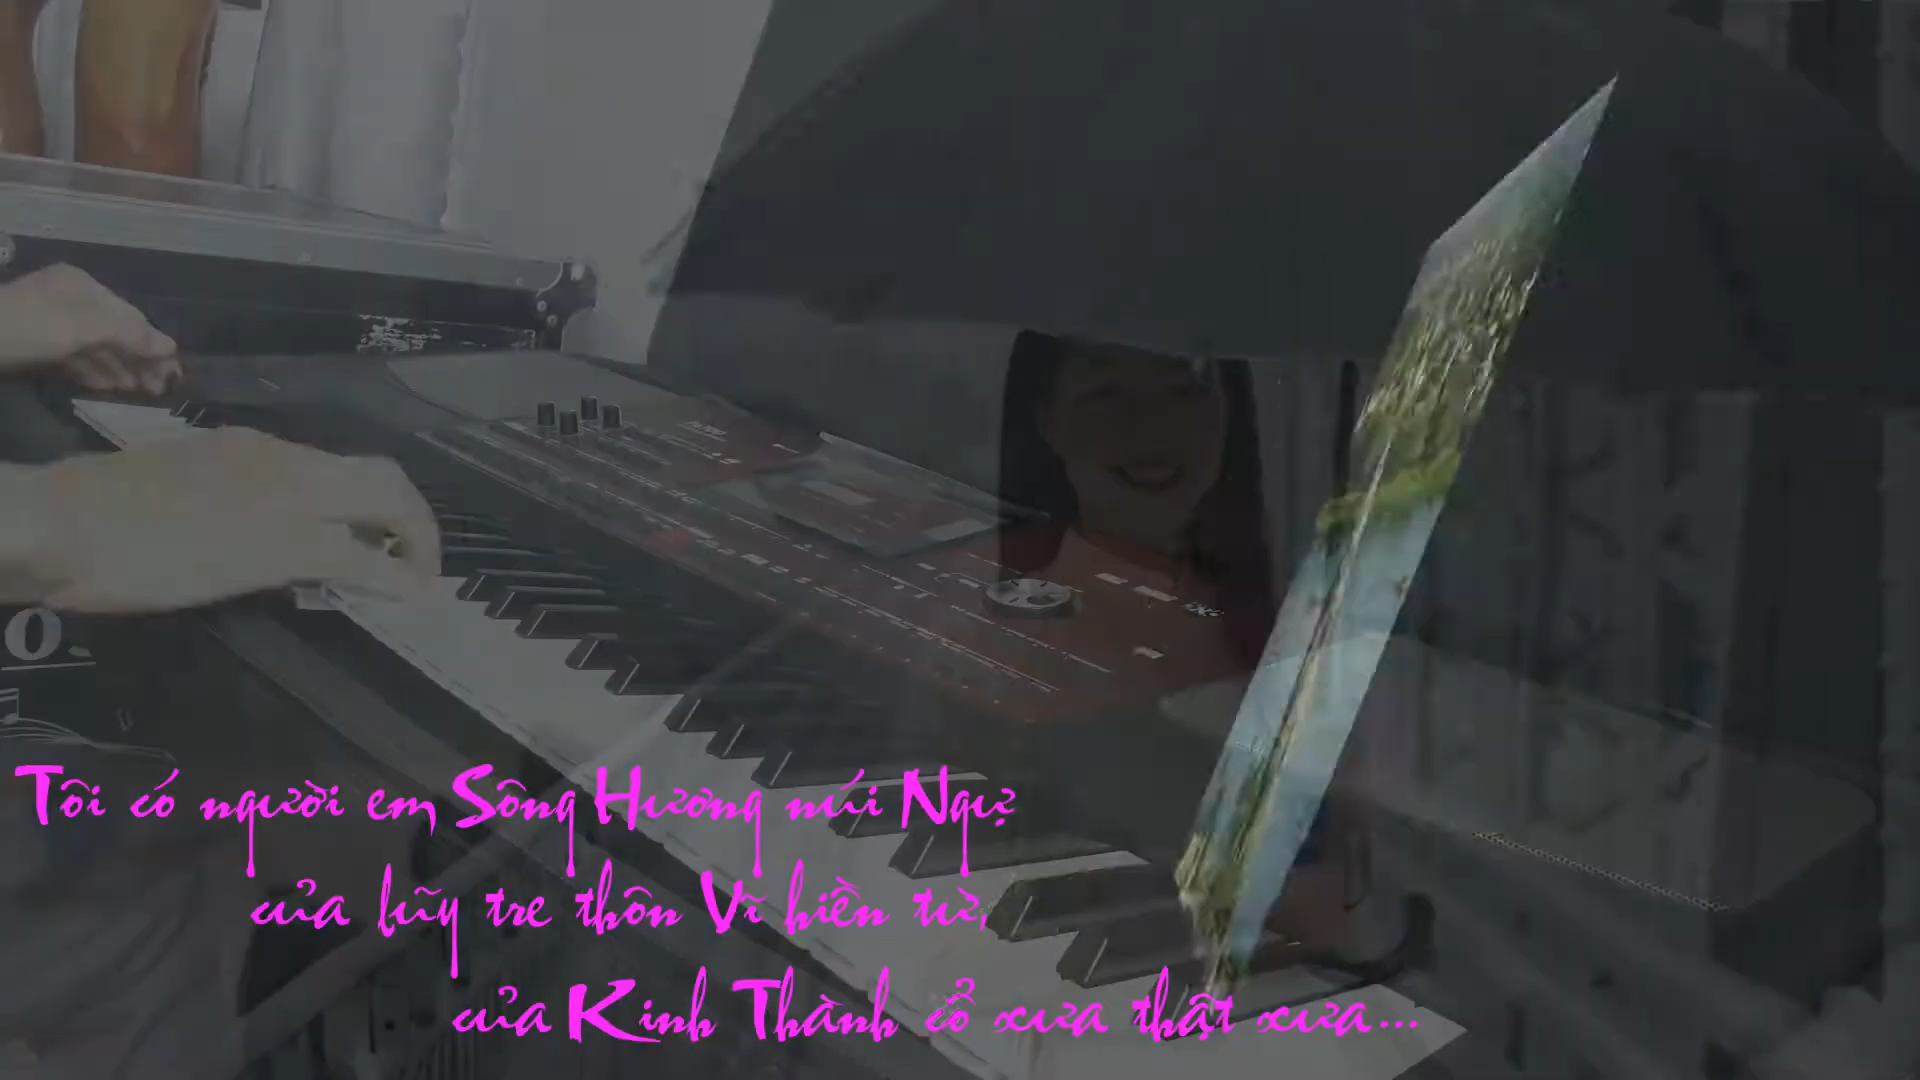 Tôi có người em Sông Hương núi Ngự
của lũy tre thôn Vĩ hiền từ,
của Kinh Thành cổ xưa thật xưa...